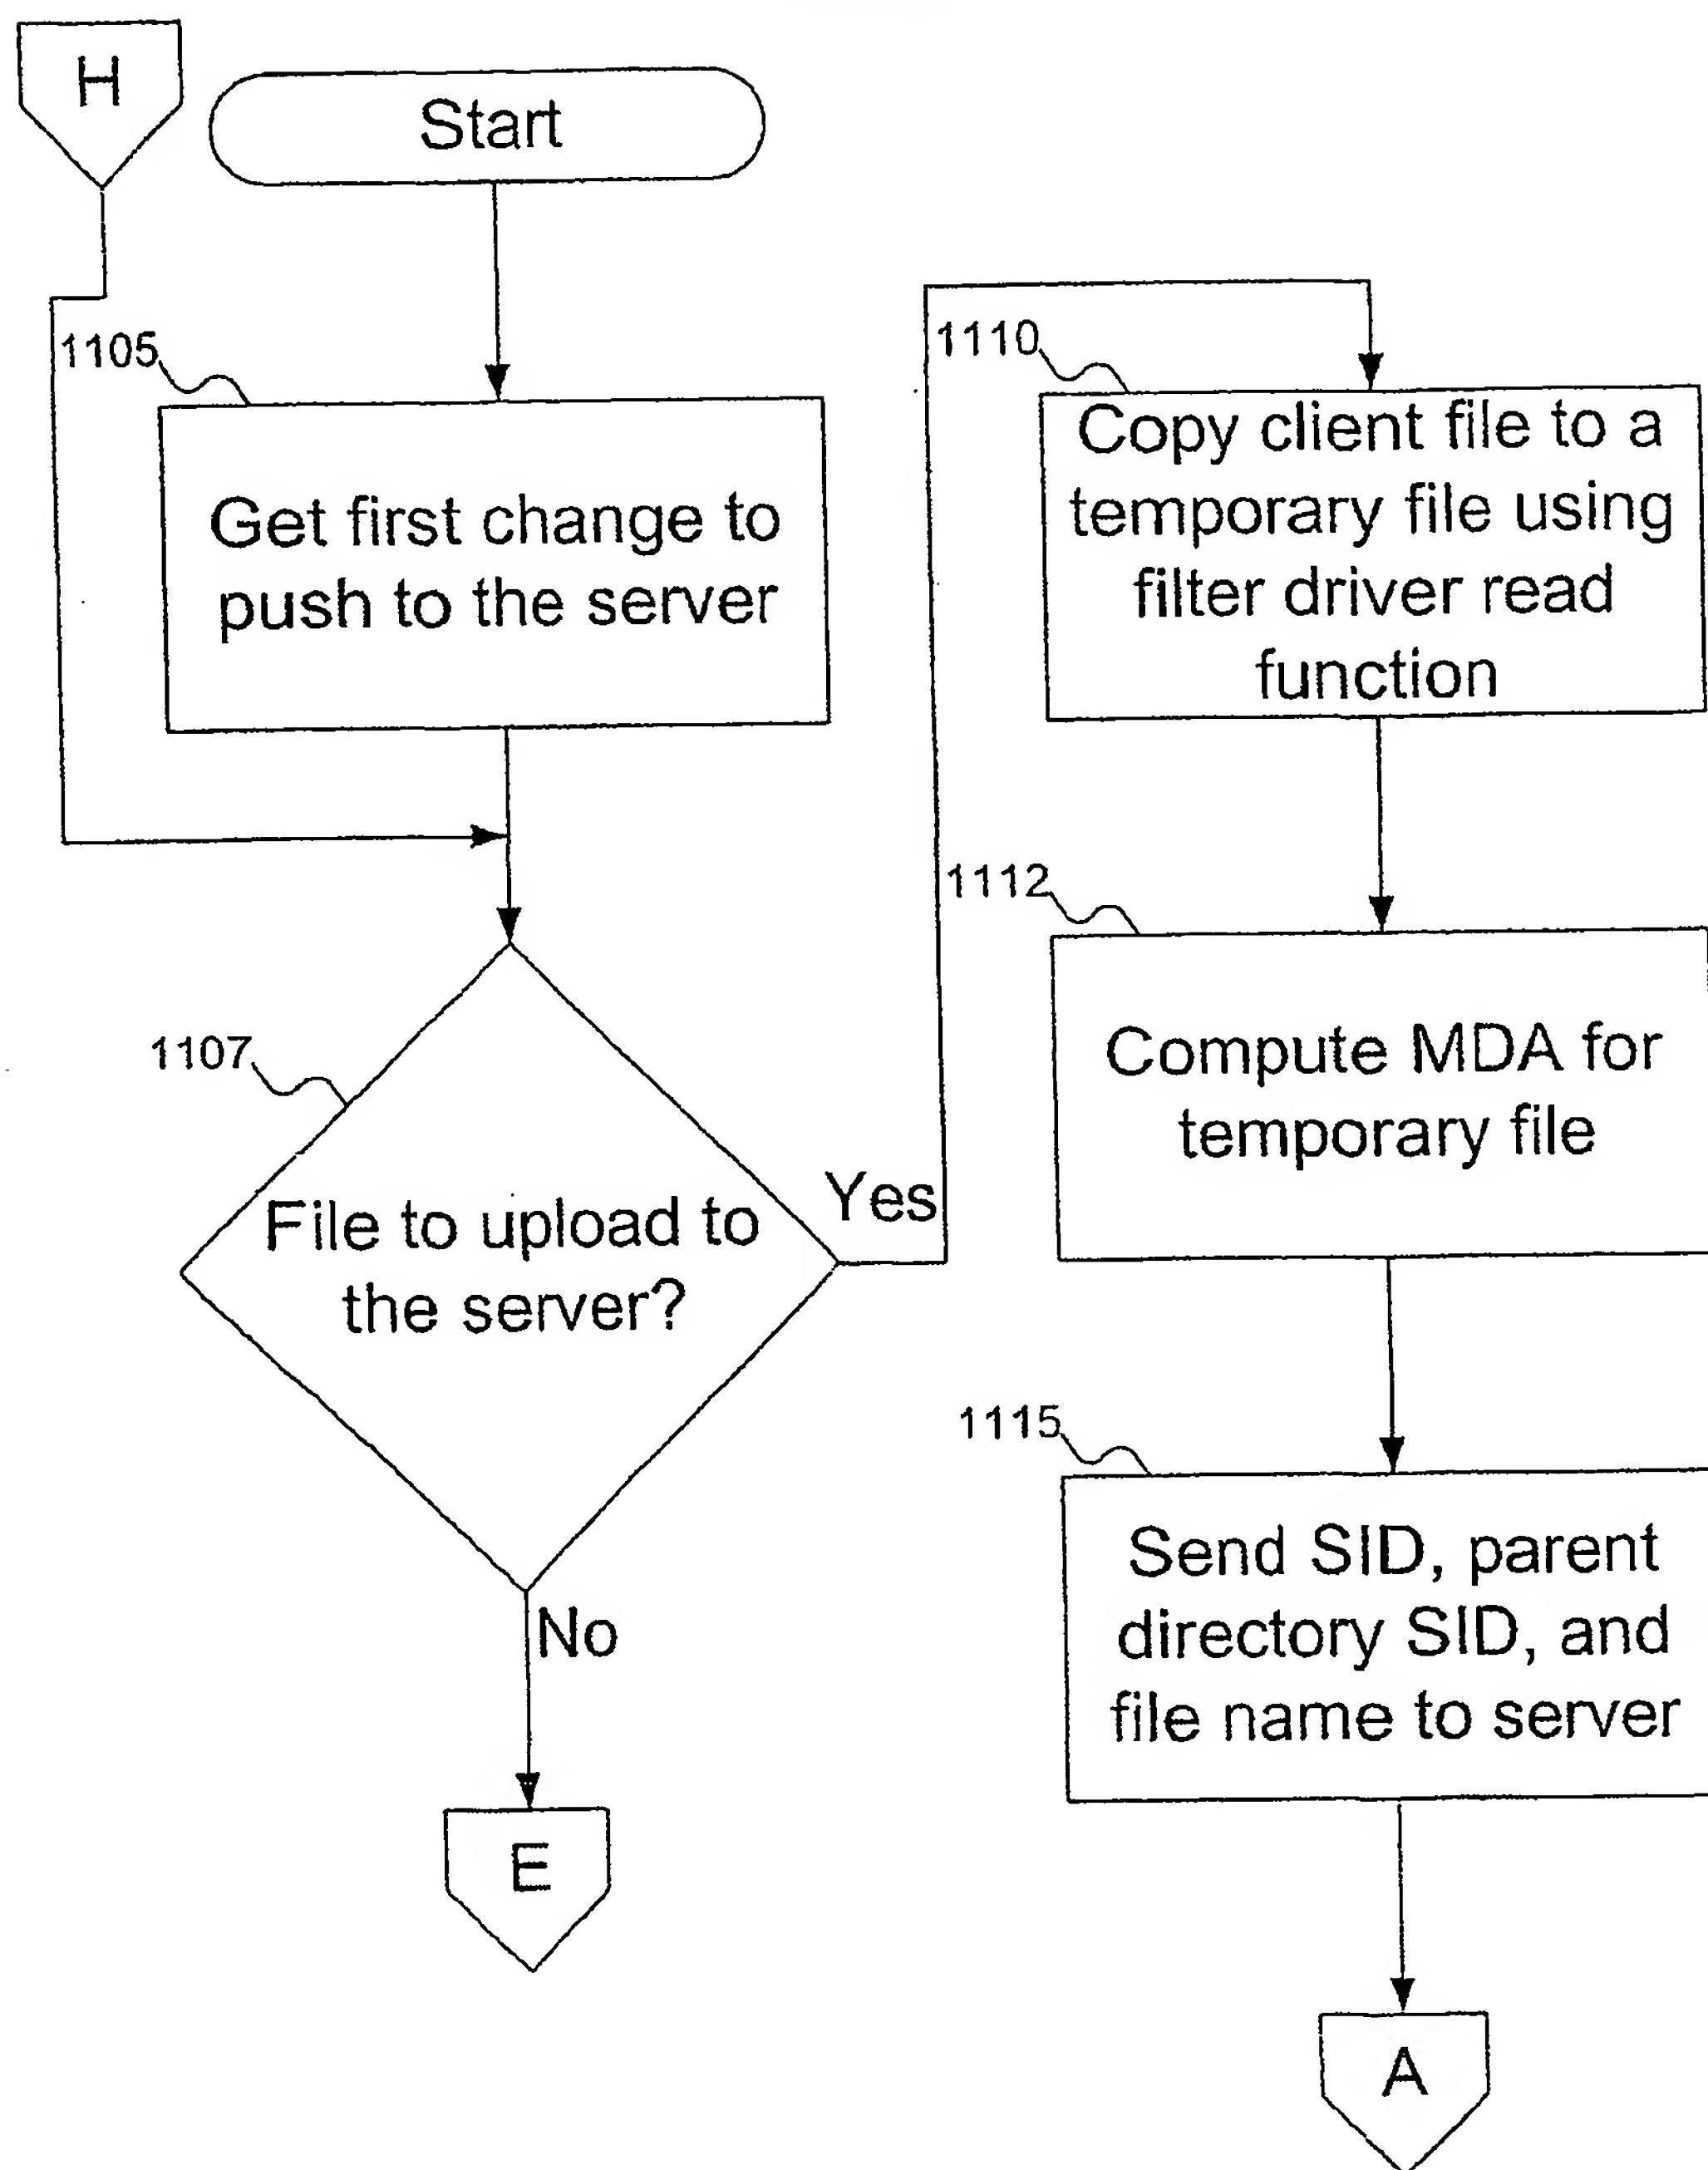 H
Start
1105
Get first change to
push to the server
1107
File to upload to
the server?
Yes
No
E
1110
Copy client file to a
temporary file using
filter driver read
function
1112
Compute MDA for
temporary file
1115
Send SID, parent
directory SID, and
file name to server
A